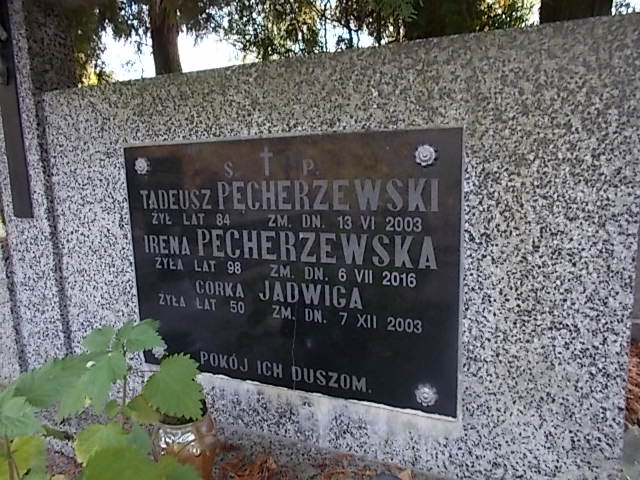 S. P.
TADEUSZ PĘCHERZEWSKI
ŻYŁ LAT 84 ZM. DN. 13 VI 2003
IRENA PĘCHERZEWSKA
ŻYŁA LAT 98 ZM. DN. 6 VII 2016
CÓRKA JADWIGA
ŻYŁA LAT 50 ZM. DN. 7 XII 2003
POKÓJ ICH DUSZOM.